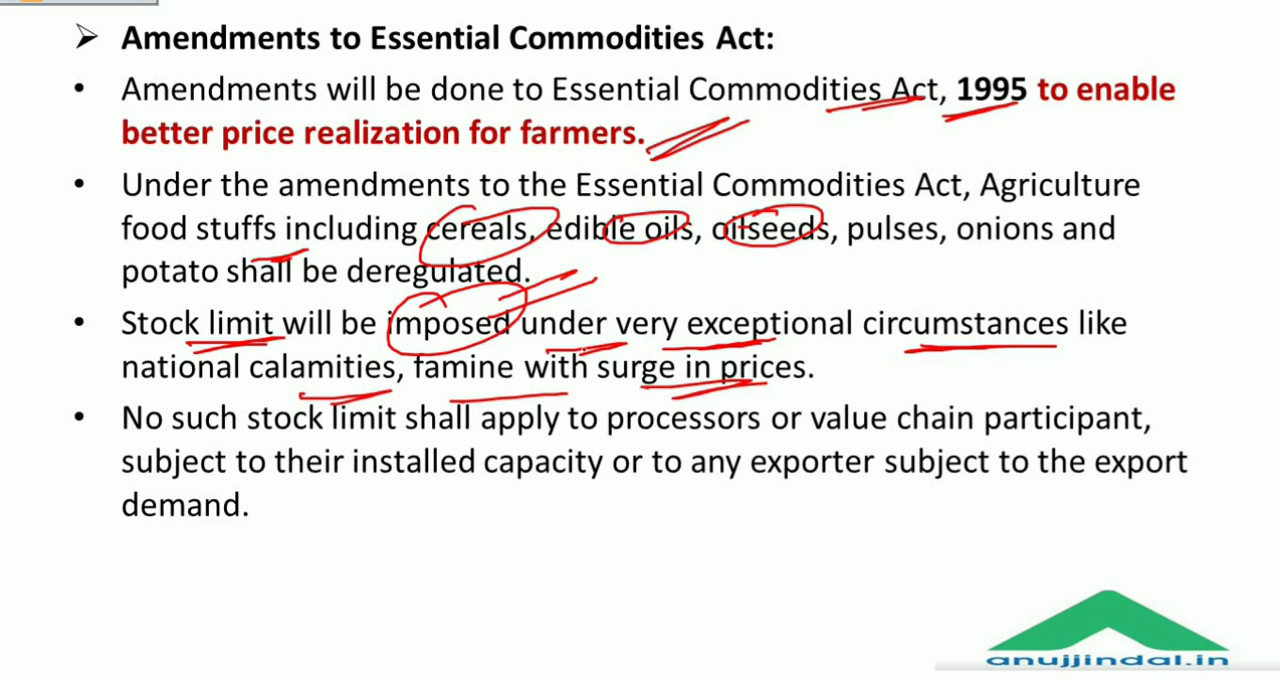 Amendments to Essential Commodities Act:
• Amendments will be done to Essential Commodities Act, 1995 to enable
better price realization for farmers.
• Under the amendments to the Essential Commodities Act, Agriculture
food stuffs including cereals, edible oils, oilseeds, pulses, onions and
potato shall be deregulated.
• Stock limit will be imposed under very exceptional circumstances like
national calamities, famine with surge in prices.
• No such stock limit shall apply to processors or value chain participant,
subject to their installed capacity or to any exporter subject to the export
demand.
anujjindal.in